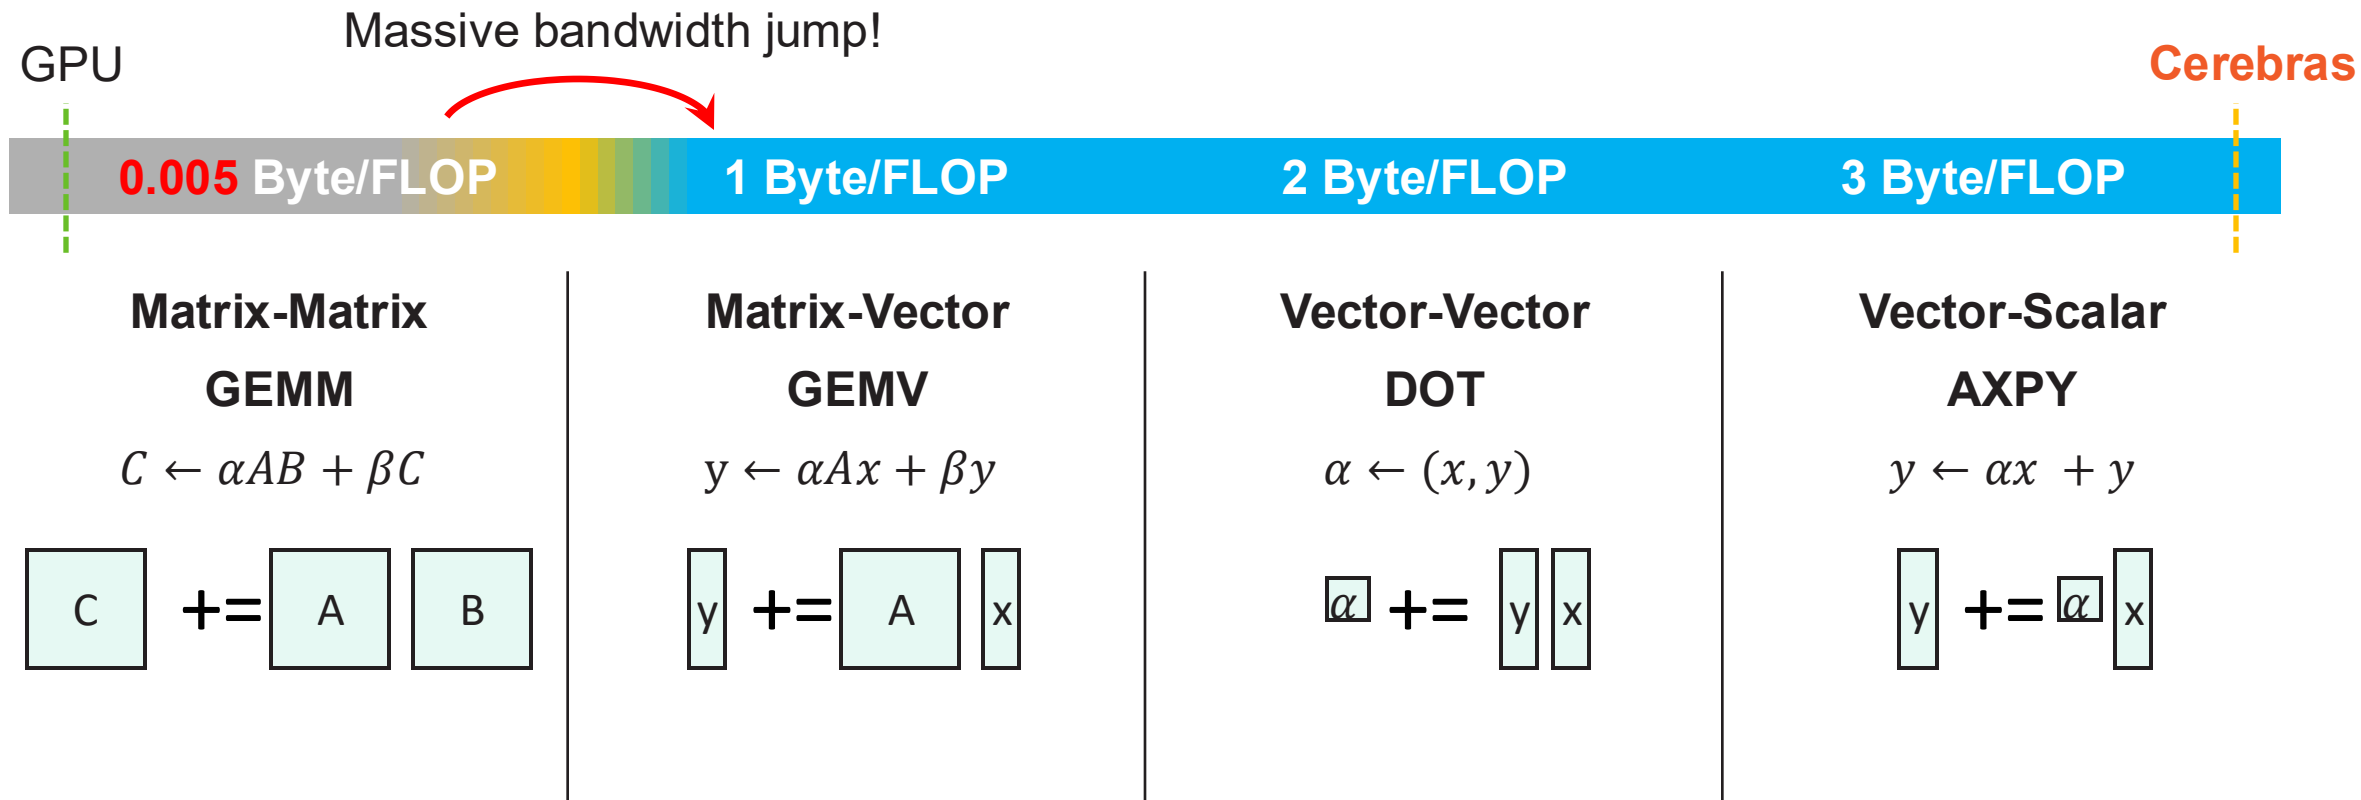 Massive bandwidth jump!
GPU
Cerebras
0.005 Byte/FLOP
1 Byte/FLOP
2 Byte/FLOP
3 Byte/FLOP
Matrix-Matrix
GEMM
C ← αAB + βC
C += A B
Matrix-Vector
GEMV
y ← αAx + βy
y += A x
Vector-Vector
DOT
α ← (x, y)
α += y x
Vector-Scalar
AXPY
y ← αx + y
y += α x